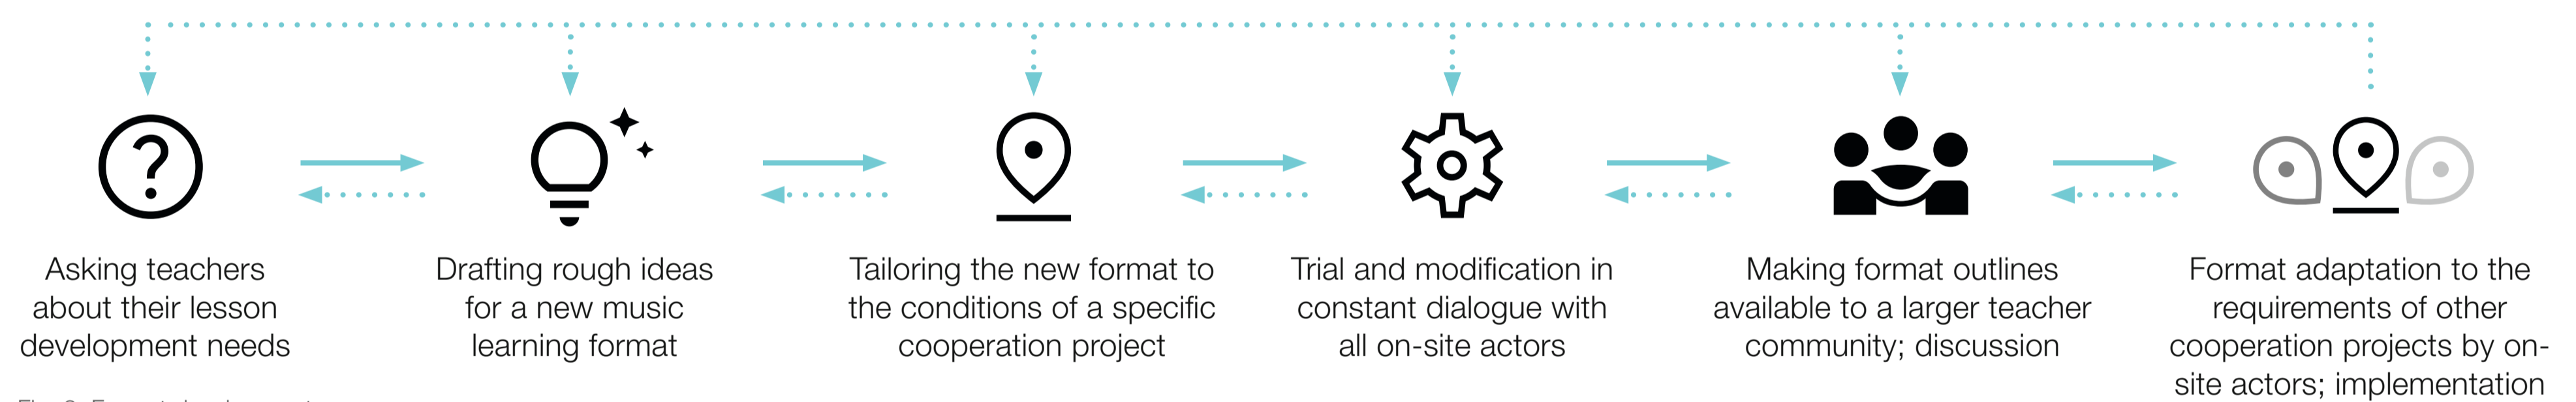 ?
Asking teachers
about their lesson
development needs
Drafting rough ideas
for a new music
learning format
Tailoring the new format to
the conditions of a specific
cooperation project
Trial and modification in
constant dialogue with
all on-site actors
Making format outlines
available to a larger teacher
community; discussion
Format adaptation to the
requirements of other
cooperation projects by on-
site actors; implementation